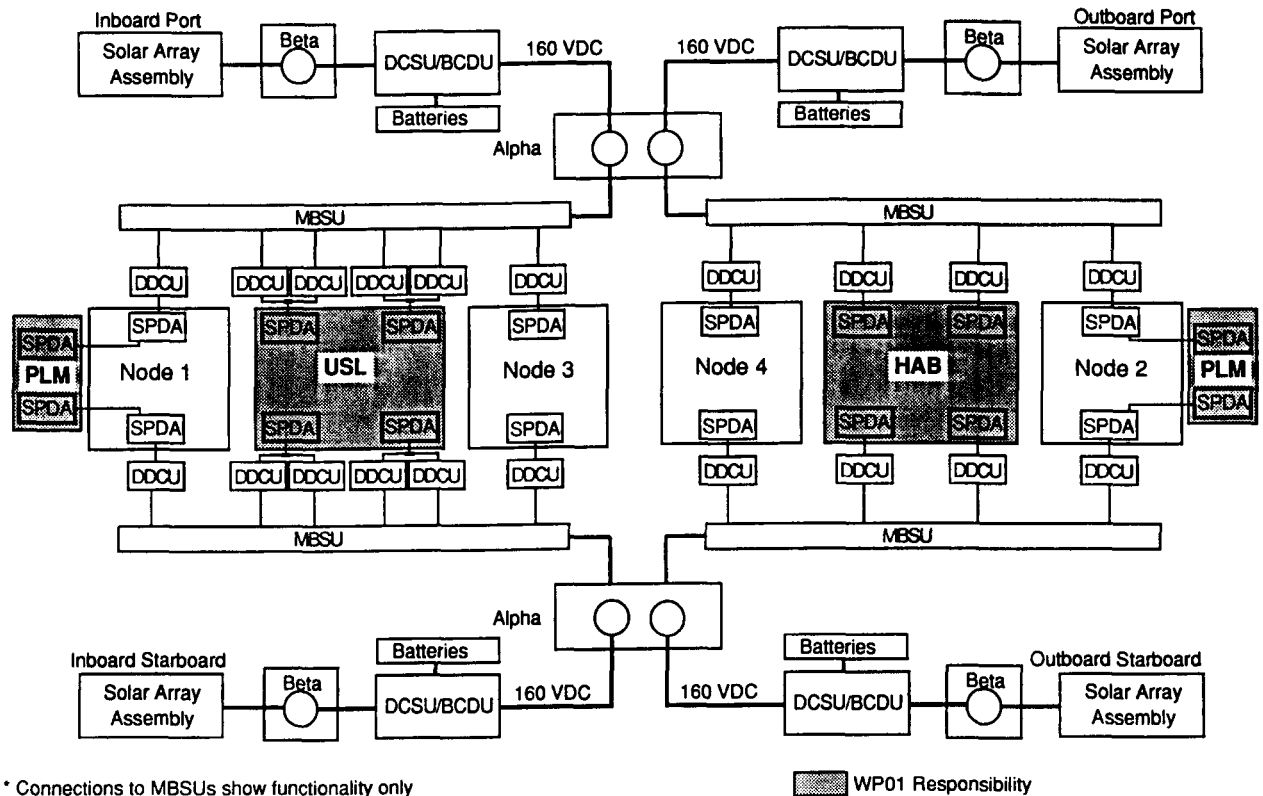 Inboard Port
Outboard Port
Solar Array
Assembly
Beta
DCSU/BCDU
160 VDC
160 VDC
DCSU/BCDU
Beta
Solar Array
Assembly
Batteries
Batteries
Alpha
MBSU
MBSU
DDCU
DDCU
DDCU
DDCU
DDCU
DDCU
DDCU
DDCU
DDCU
DDCU
SPDA
SPDA
SPDA
SPDA
SPDA
SPDA
SPDA
SPDA
SPDA
SPDA
PLM
Node 1
USL
Node 3
Node 4
HAB
Node 2
PLM
SPDA
SPDA
SPDA
SPDA
SPDA
SPDA
SPDA
SPDA
SPDA
SPDA
DDCU
DDCU
DDCU
DDCU
DDCU
DDCU
DDCU
DDCU
DDCU
DDCU
MBSU
MBSU
Alpha
Inboard Starboard
Batteries
Batteries
Outboard Starboard
Solar Array
Assembly
Beta
DCSU/BCDU
160 VDC
160 VDC
DCSU/BCDU
Beta
Solar Array
Assembly
* Connections to MBSUs show functionality only
WP01 Responsibility